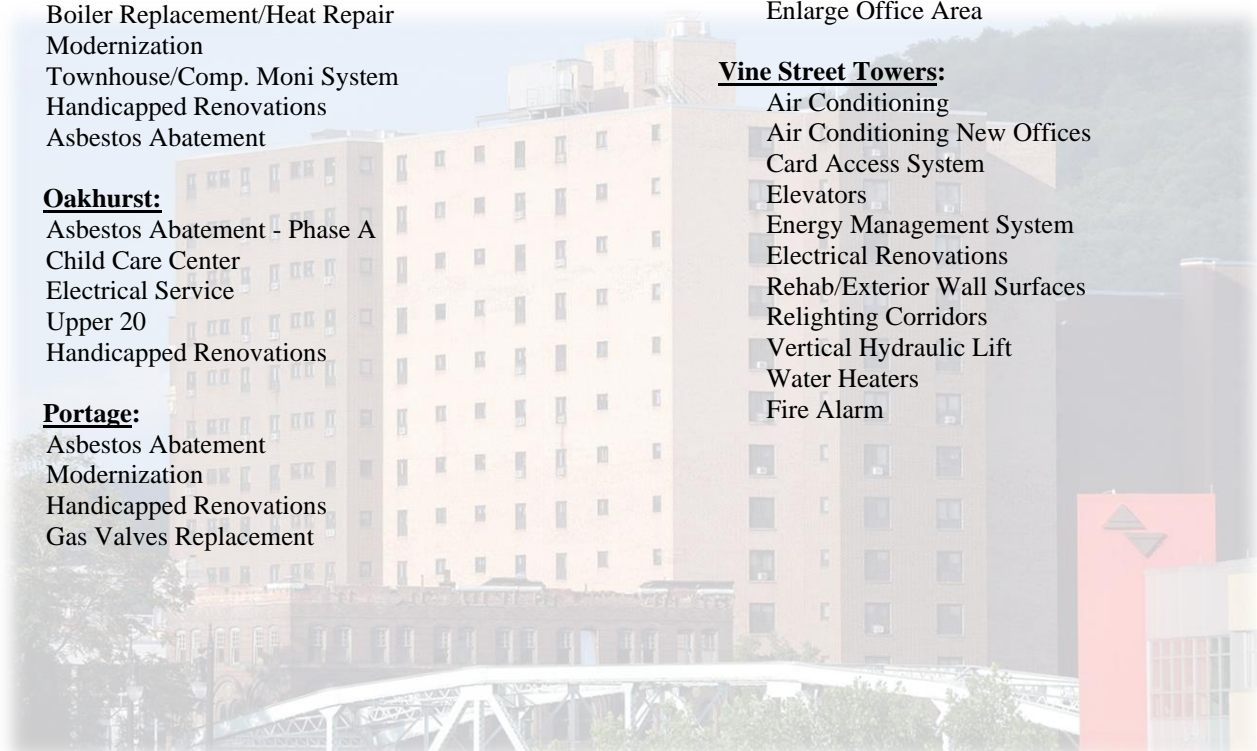 Boiler Replacement/Heat Repair
Modernization
Townhouse/Comp. Moni System
Handicapped Renovations
Asbestos Abatement
Oakhurst:
Asbestos Abatement - Phase A
Child Care Center
Electrical Service
Upper 20
Handicapped Renovations
Portage:
Asbestos Abatement
Modernization
Handicapped Renovations
Gas Valves Replacement
Enlarge Office Area
Vine Street Towers:
Air Conditioning
Air Conditioning New Offices
Card Access System
Elevators
Energy Management System
Electrical Renovations
Rehab/Exterior Wall Surfaces
Relighting Corridors
Vertical Hydraulic Lift
Water Heaters
Fire Alarm